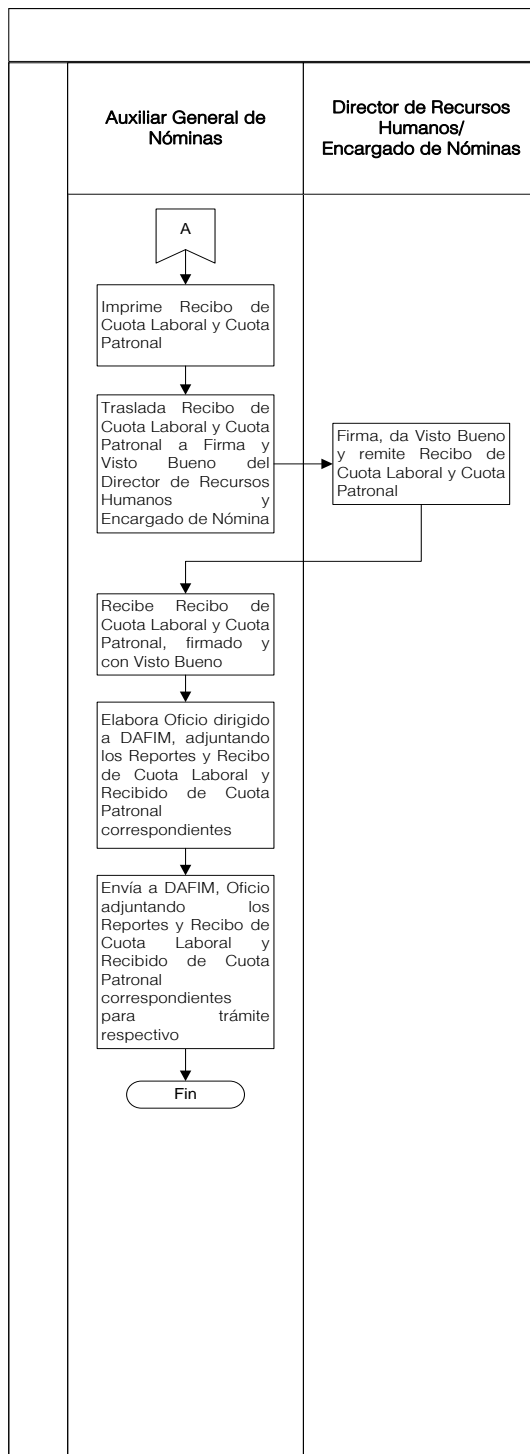 Auxiliar General de
Nóminas
Director de Recursos
Humanos/
Encargado de Nóminas
A
Imprime Recibo de
Cuota Laboral y Cuota
Patronal
Traslada Recibo de
Cuota Laboral y Cuota
Patronal a Firma y
Visto Bueno del
Director de Recursos
Humanos y
Encargado de Nómina
Firma, da Visto Bueno
y remite Recibo de
Cuota Laboral y Cuota
Patronal
Recibe Recibo de
Cuota Laboral y Cuota
Patronal, firmado y
con Visto Bueno
Elabora Oficio dirigido
a DAFIM, adjuntando
los Reportes y Recibo
de Cuota Laboral y
Recibido de Cuota
Patronal
correspondientes
Envía a DAFIM, Oficio
adjuntando los
Reportes y Recibo de
Cuota Laboral y
Recibido de Cuota
Patronal
correspondientes
para trámite
respectivo
Fin